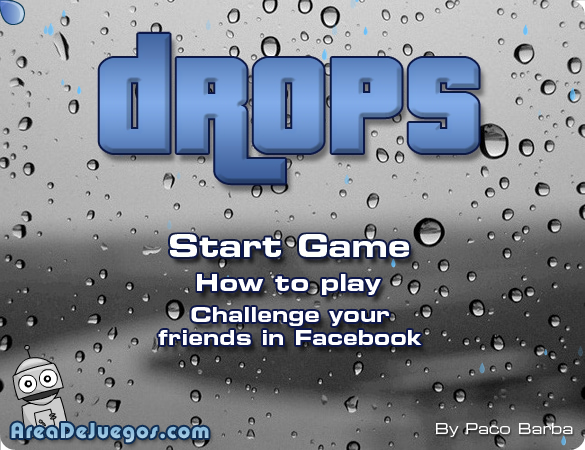 DROPS
Start Game
How to play
Challenge your
friends in Facebook
AreaDeJuegos.com
By Paco Barba